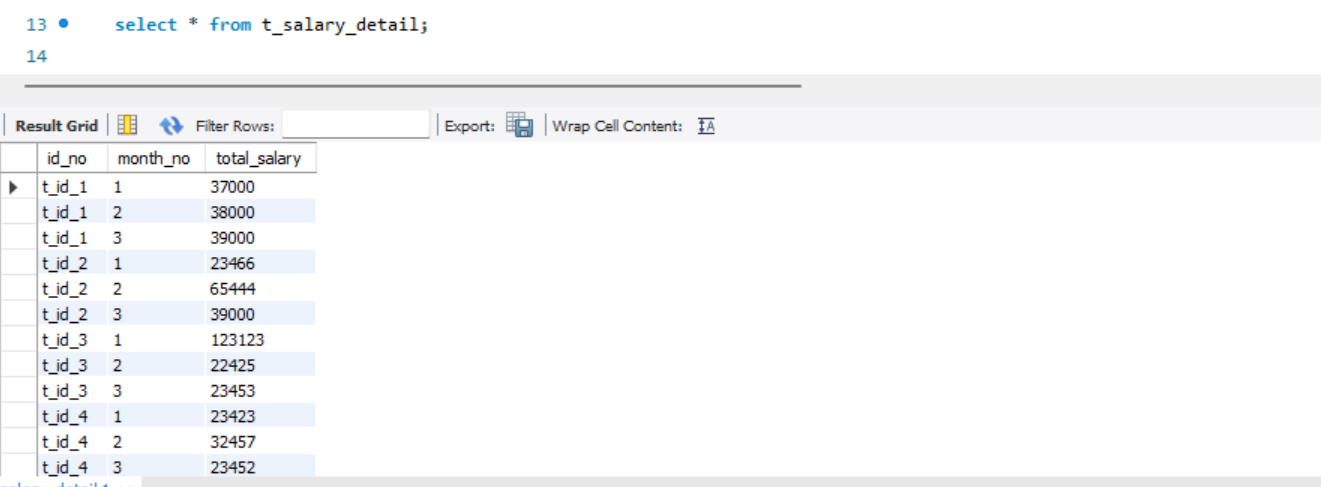 13 select * from t_salary_detail;
14
Result Grid Filter Rows: Export: Wrap Cell Content: IA
id_no month_no total_salary
t_id_1 1 37000
t_id_1 2 38000
t_id_1 3 39000
t_id_2 1 23466
t_id_2 2 65444
t_id_2 3 39000
t_id_3 1 123123
t_id_3 2 22425
t_id_3 3 23453
t_id_4 1 23423
t_id_4 2 32457
t_id_4 3 23452